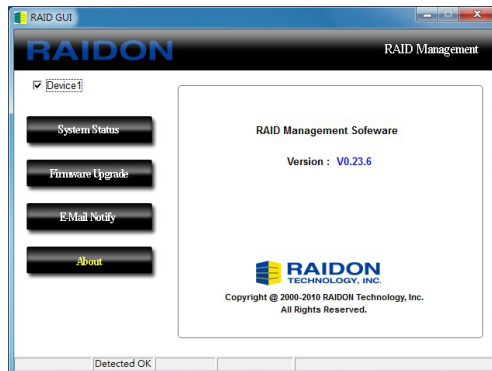 RAID GUI
RAIDON
RAID Management
Device1
System Status
Firmware Upgrade
E-Mail Notify
About
RAID Management Sofeware
Version : V0.23.6
RAIDON
TECHNOLOGY, INC.
Copyright @ 2000-2010 RAIDON Technology, Inc.
All Rights Reserved.
Detected OK